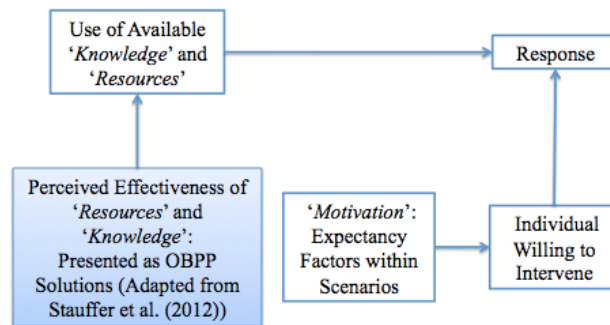 Use of Available
‘Knowledge’ and
‘Resources’
Response
Perceived Effectiveness of
‘Resources’ and
‘Knowledge’:
Presented as OBPP
Solutions (Adapted from
Stauffer et al. (2012))
‘Motivation’:
Expectancy
Factors within
Scenarios
Individual
Willing to
Intervene